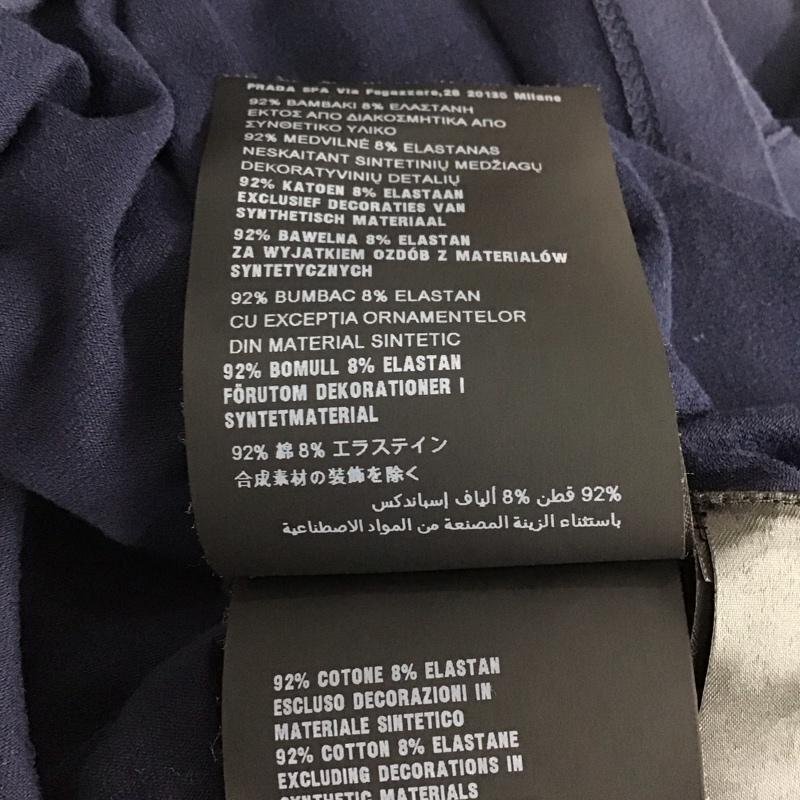 PRADA SPA Via Fogazzaro,28 20135 Milano
92% ΒΑΜΒΑΚΙ 8% ΕΛΑΣΤΑΝΗ
ΕΚΤΟΣ ΑΠΟ ΔΙΑΚΟΣΜΗΤΙΚΑ ΑΠΟ
ΣΥΝΘΕΤΙΚΟ ΥΛΙΚΟ
92% MEDVILNĖ 8% ELASTANAS
NESKAITANT SINTETINIŲ MEDŽIAGŲ
DEKORATYVINIŲ DETALIŲ
92% KATOEN 8% ELASTAAN
EXCLUSIEF DECORATIES VAN
SYNTHETISCH MATERIAAL
92% BAWELNA 8% ELASTAN
ZA WYJATKIEM OZDÓB Z MATERIALÓW
SYNTETYCZNYCH
92% BUMBAC 8% ELASTAN
CU EXCEPȚIA ORNAMENTELOR
DIN MATERIAL SINTETIC
92% BOMULL 8% ELASTAN
FÖRUTOM DEKORATIONER I
SYNTETMATERIAL
92% 綿 8% エラステイン
合成素材の装飾を除く
92% قطن 8% ألياف إسباندكس
باستثناء الزينة المصنعة من المواد الاصطناعية
92% COTONE 8% ELASTAN
ESCLUSO DECORAZIONI IN
MATERIALE SINTETICO
92% COTTON 8% ELASTANE
EXCLUDING DECORATIONS IN
SYNTHETIC MATERIALS